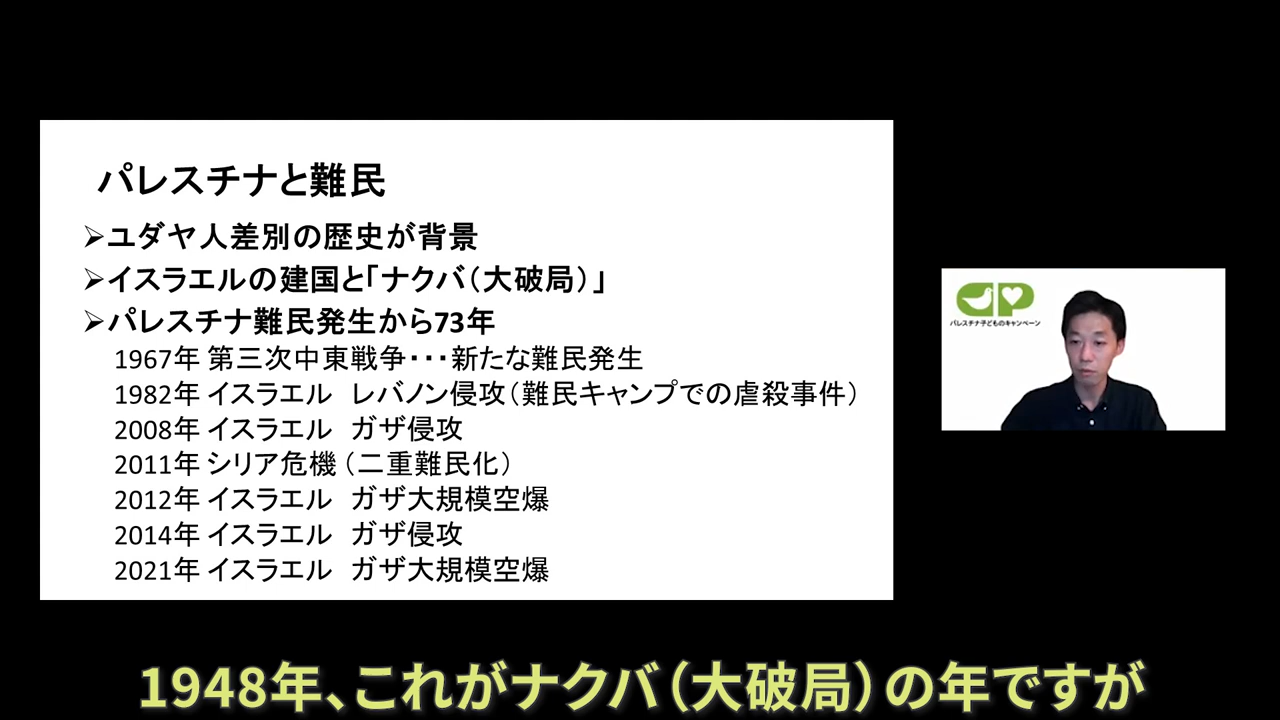 パレスチナと難民
➢ユダヤ人差別の歴史が背景
➢イスラエルの建国と「ナクバ（大破局）」
➢パレスチナ難民発生から73年
1967年 第三次中東戦争・・・新たな難民発生
1982年 イスラエル　レバノン侵攻（難民キャンプでの虐殺事件）
2008年 イスラエル　ガザ侵攻
2011年 シリア危機（二重難民化）
2012年 イスラエル　ガザ大規模空爆
2014年 イスラエル　ガザ侵攻
2021年 イスラエル　ガザ大規模空爆
パレスチナ子どものキャンペーン
1948年、これがナクバ（大破局）の年ですが